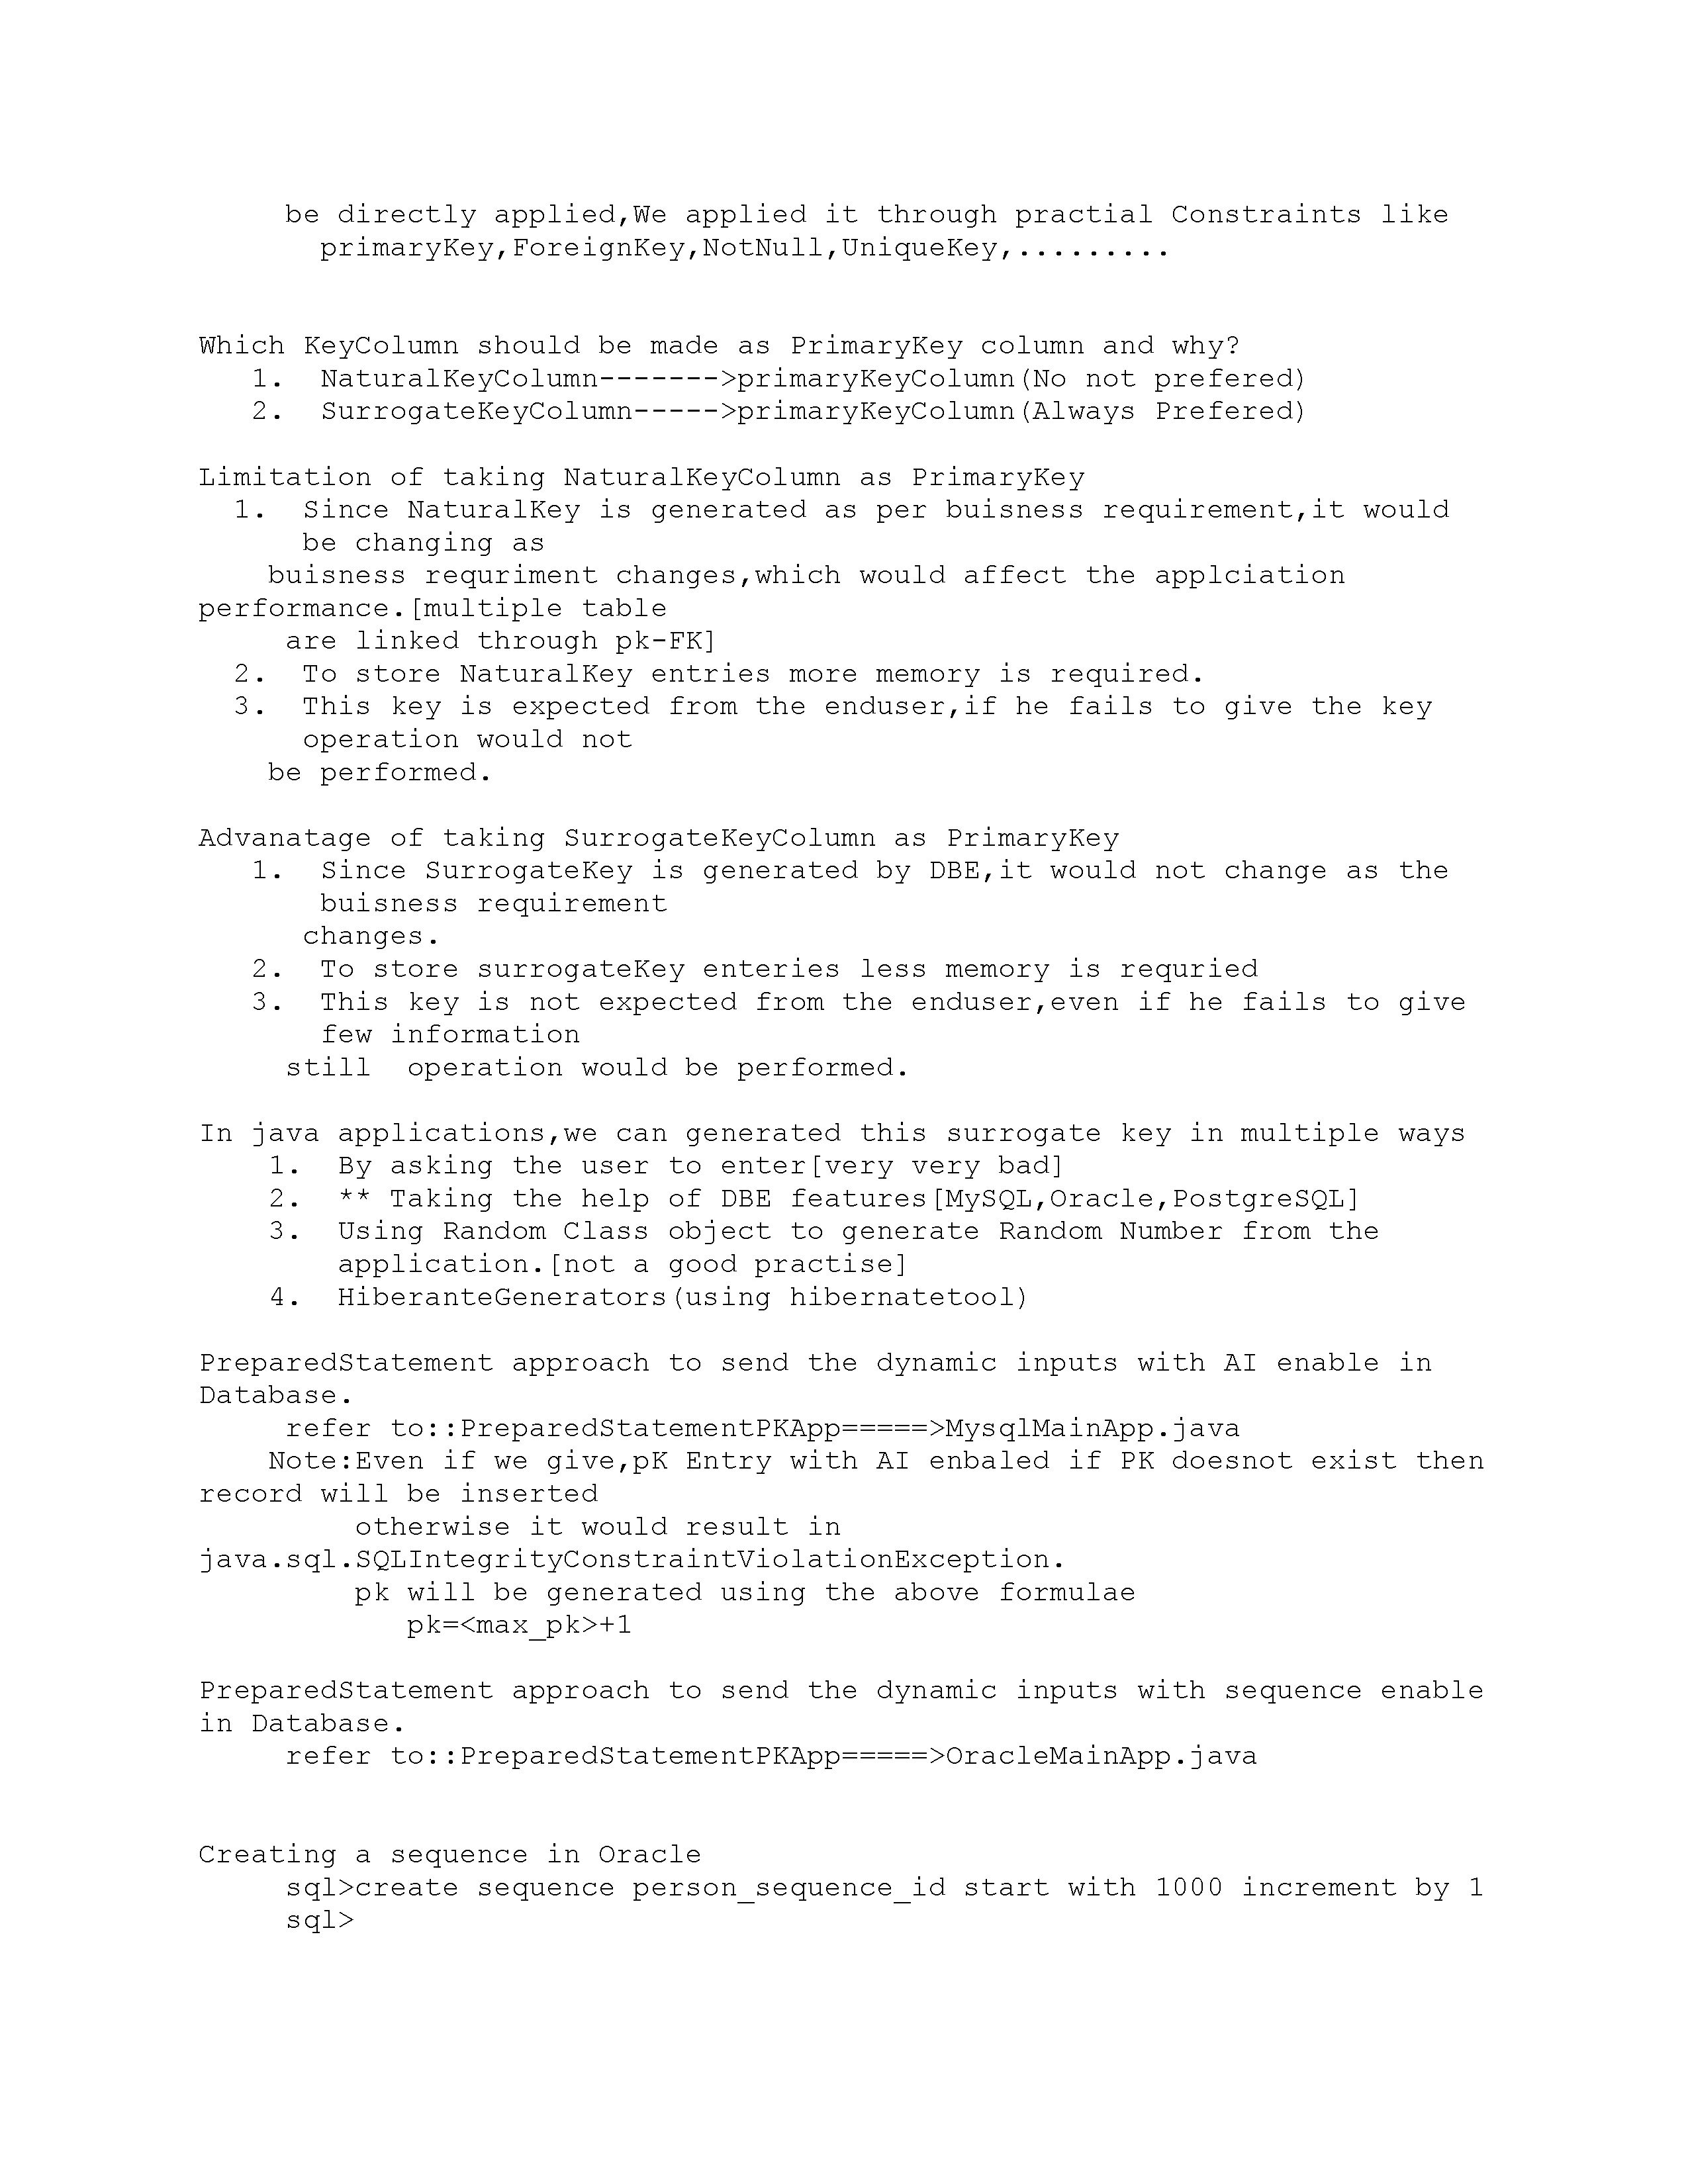 be directly applied,We applied it through practial Constraints like
primaryKey,ForeignKey,NotNull,UniqueKey,.........
Which KeyColumn should be made as PrimaryKey column and why?
1. NaturalKeyColumn------->primaryKeyColumn(No not prefered)
2. SurrogateKeyColumn----->primaryKeyColumn(Always Prefered)
Limitation of taking NaturalKeyColumn as PrimaryKey
1. Since NaturalKey is generated as per buisness requirement,it would
be changing as
buisness requriment changes,which would affect the applciation
performance.[multiple table
are linked through pk-FK]
2. To store NaturalKey entries more memory is required.
3. This key is expected from the enduser,if he fails to give the key
operation would not
be performed.
Advanatage of taking SurrogateKeyColumn as PrimaryKey
1. Since SurrogateKey is generated by DBE,it would not change as the
buisness requirement
changes.
2. To store surrogateKey enteries less memory is requried
3. This key is not expected from the enduser,even if he fails to give
few information
still  operation would be performed.
In java applications,we can generated this surrogate key in multiple ways
1. By asking the user to enter[very very bad]
2. ** Taking the help of DBE features[MySQL,Oracle,PostgreSQL]
3. Using Random Class object to generate Random Number from the
application.[not a good practise]
4. HiberanteGenerators(using hibernatetool)
PreparedStatement approach to send the dynamic inputs with AI enable in
Database.
refer to::PreparedStatementPKApp=====>MysqlMainApp.java
Note:Even if we give,pK Entry with AI enbaled if PK doesnot exist then
record will be inserted
otherwise it would result in
java.sql.SQLIntegrityConstraintViolationException.
pk will be generated using the above formulae
pk=<max_pk>+1
PreparedStatement approach to send the dynamic inputs with sequence enable
in Database.
refer to::PreparedStatementPKApp=====>OracleMainApp.java
Creating a sequence in Oracle
sql>create sequence person_sequence_id start with 1000 increment by 1
sql>